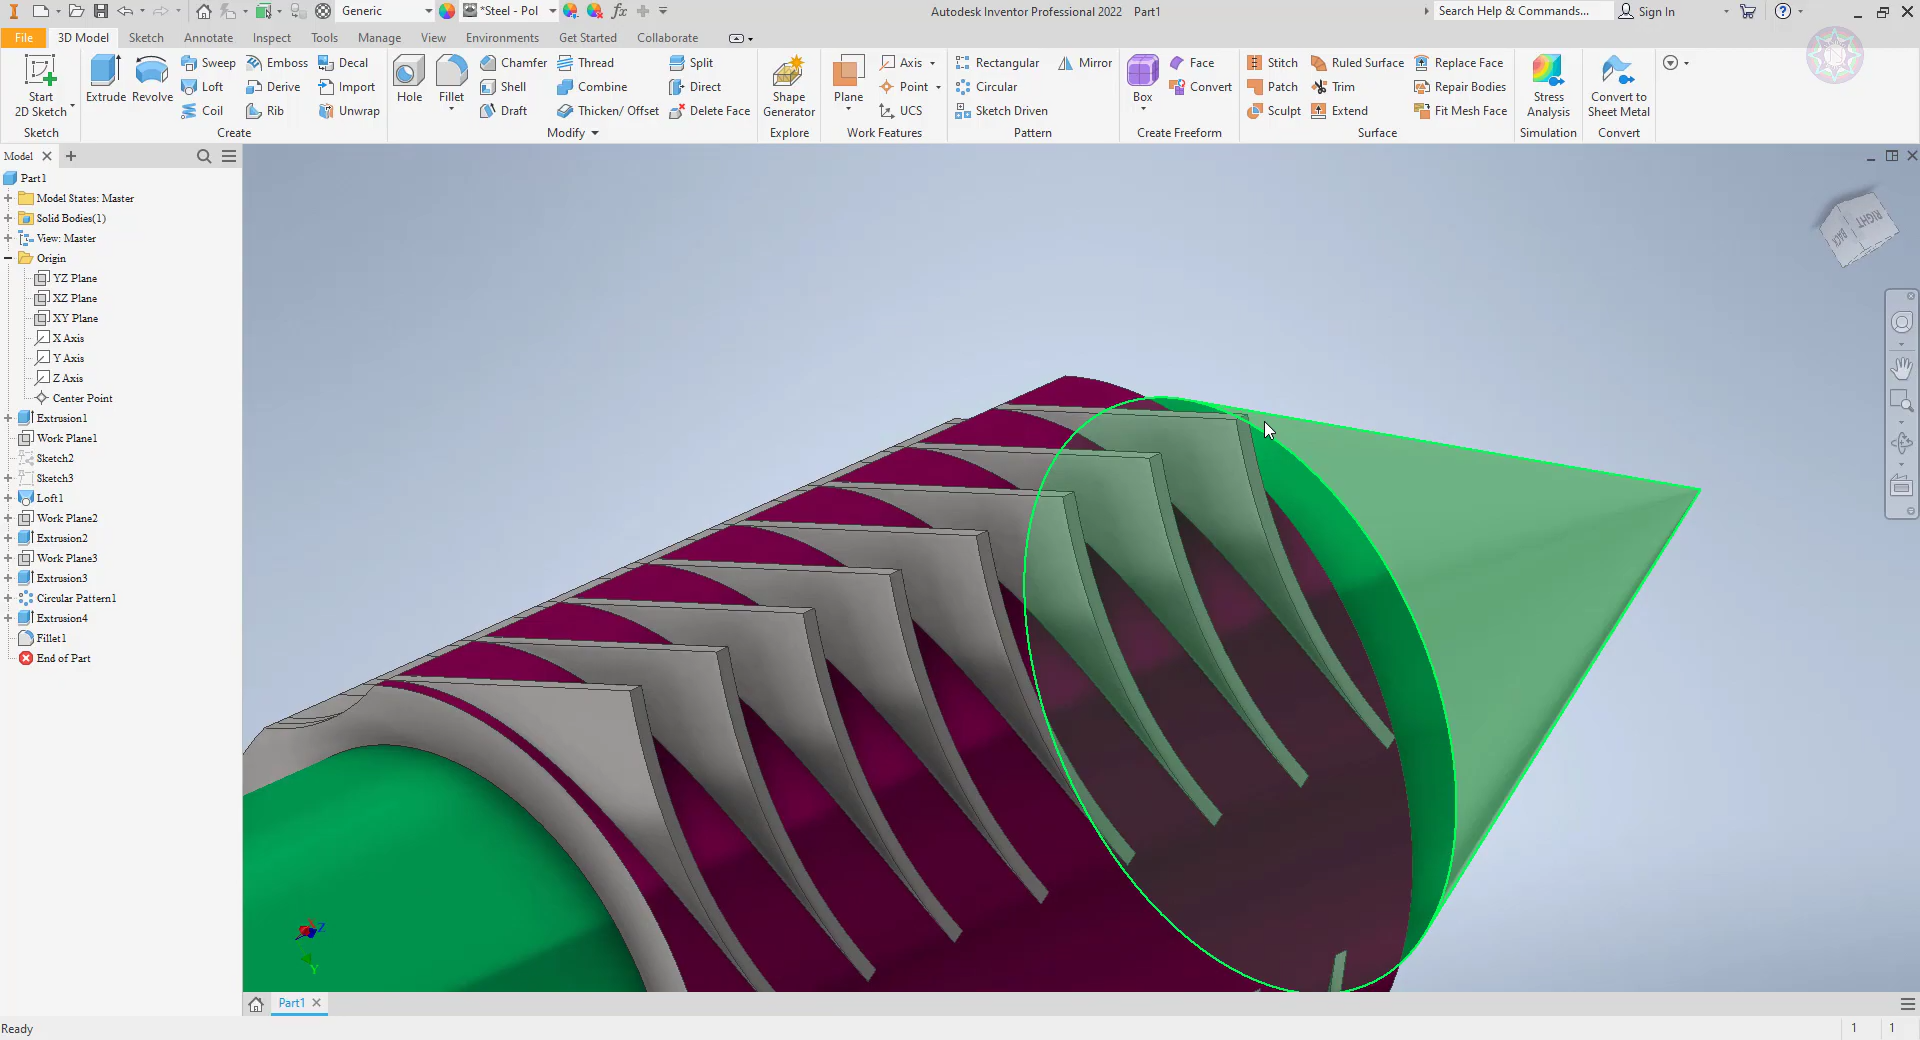 Generic
*Steel - Pol
Autodesk Inventor Professional 2022 Part1
Search Help & Commands...
Sign In
File 3D Model Sketch Annotate Inspect Tools Manage View Environments Get Started Collaborate
Start
2D Sketch
Sketch
Extrude
Revolve
Sweep
Loft
Coil
Emboss
Derive
Rib
Decal
Import
Unwrap
Create
Hole
Fillet
Chamfer
Shell
Draft
Thread
Combine
Thicken/ Offset
Split
Direct
Delete Face
Modify
Shape
Generator
Explore
Plane
Axis
Point
UCS
Work Features
Rectangular
Circular
Sketch Driven
Mirror
Pattern
Box
Face
Convert
Create Freeform
Stitch
Patch
Sculpt
Ruled Surface
Trim
Extend
Replace Face
Repair Bodies
Fit Mesh Face
Surface
Stress
Analysis
Simulation
Convert to
Sheet Metal
Convert
Model
Part1
Model States: Master
Solid Bodies(1)
View: Master
Origin
YZ Plane
XZ Plane
XY Plane
X Axis
Y Axis
Z Axis
Center Point
Extrusion1
Work Plane1
Sketch2
Sketch3
Loft1
Work Plane2
Extrusion2
Work Plane3
Extrusion3
Circular Pattern1
Extrusion4
Fillet1
End of Part
RIGHT
BACK
X
Z
Y
Part1
Ready
1 1